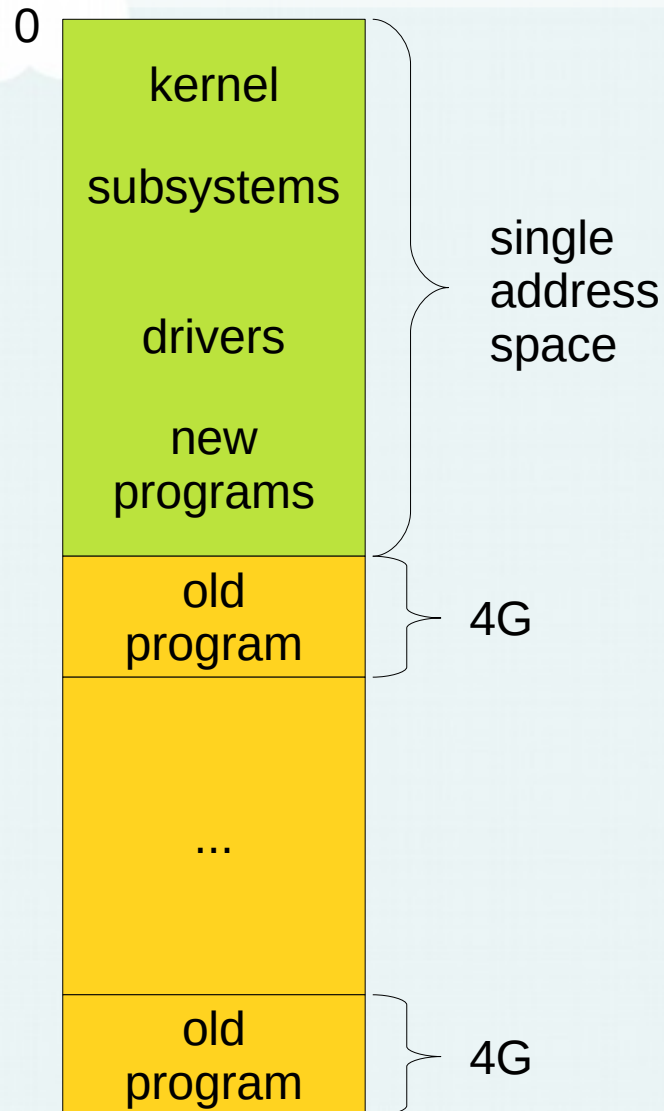 0
kernel
subsystems
drivers
new
programs
single
address
space
old
program
4G
...
old
program
4G